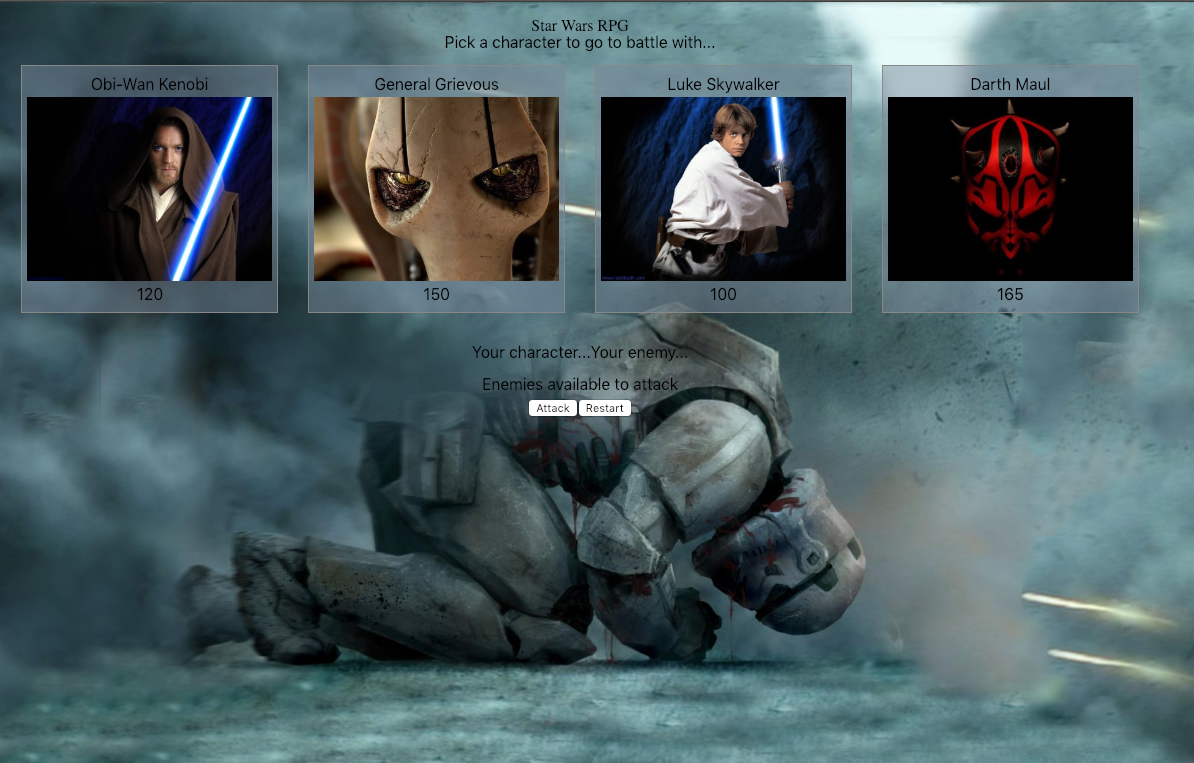 Star Wars RPG
Pick a character to go to battle with...
Obi-Wan Kenobi
General Grievous
Luke Skywalker
Darth Maul
120
150
100
165
Your character...Your enemy...
Enemies available to attack
Attack Restart